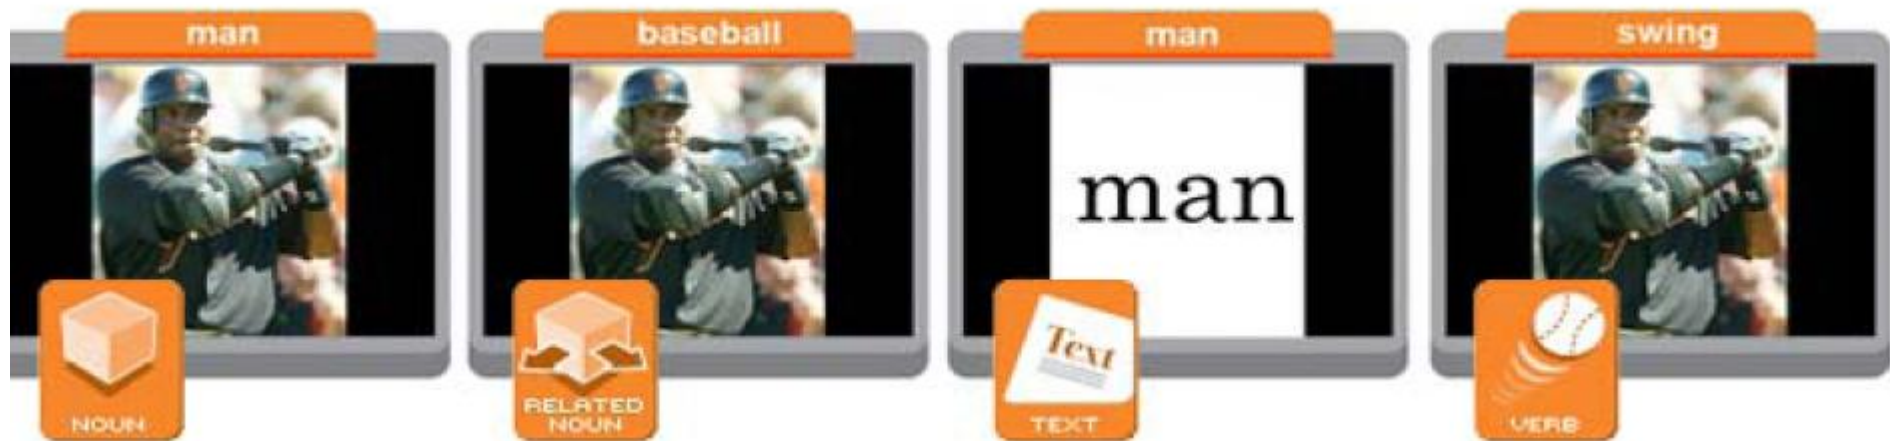 man
baseball
man
swing
man
NOUN
RELATED
NOUN
Text
TEXT
VERB